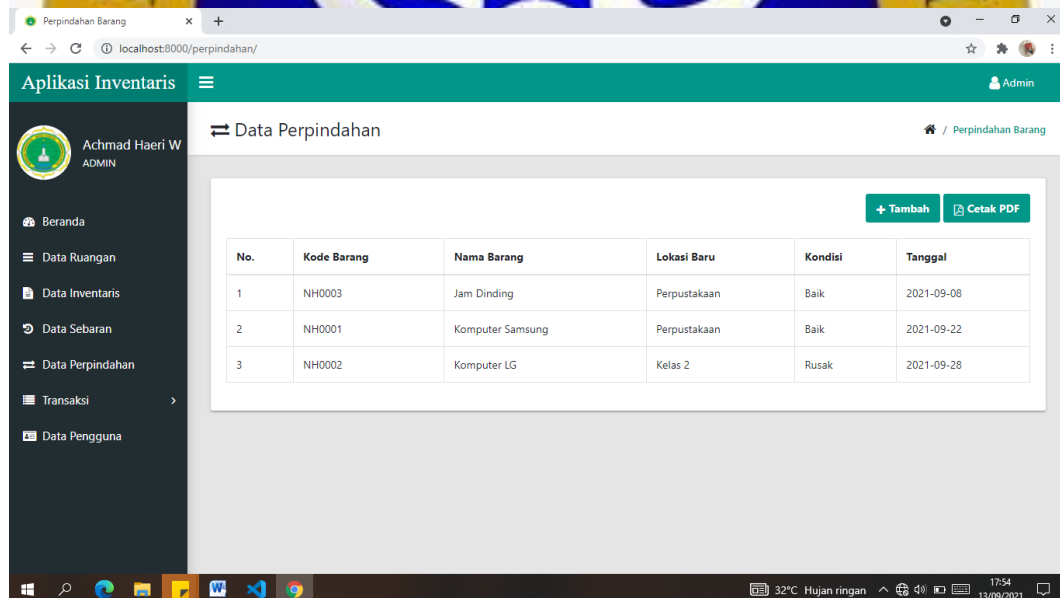 Perpindahan Barang
localhost:8000/perpindahan/
Aplikasi Inventaris
Admin
Achmad Haeri W
ADMIN
Data Perpindahan
/ Perpindahan Barang
Beranda
Data Ruangan
Data Inventaris
Data Sebaran
Data Perpindahan
Transaksi
Data Pengguna
+ Tambah Cetak PDF
No. Kode Barang Nama Barang Lokasi Baru Kondisi Tanggal
1 NH0003 Jam Dinding Perpustakaan Baik 2021-09-08
2 NH0001 Komputer Samsung Perpustakaan Baik 2021-09-22
3 NH0002 Komputer LG Kelas 2 Rusak 2021-09-28
32°C Hujan ringan
17:54
13/09/2021